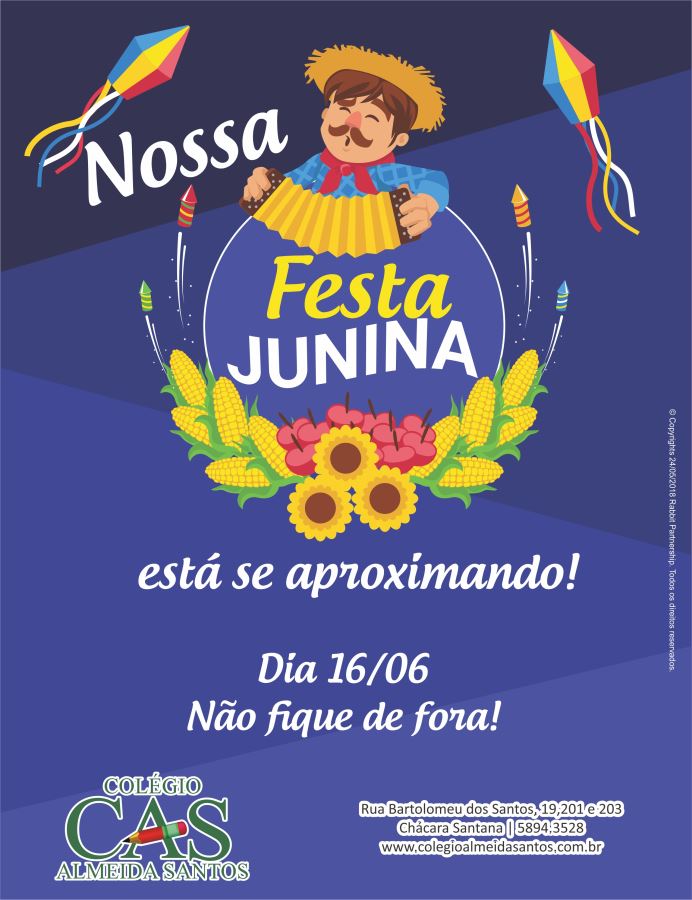 Nossa
Festa
JUNINA
está se aproximando!
Dia 16/06
Não fique de fora!
COLÉGIO
CAS
ALMEIDA SANTOS
Rua Bartolomeu dos Santos, 19,201 e 203
Chácara Santana | 5894.3528
www.colegioalmeidasantos.com.br
© Copyrights 24/05/2018 Rabbit Partnership. Todos os direitos reservados.